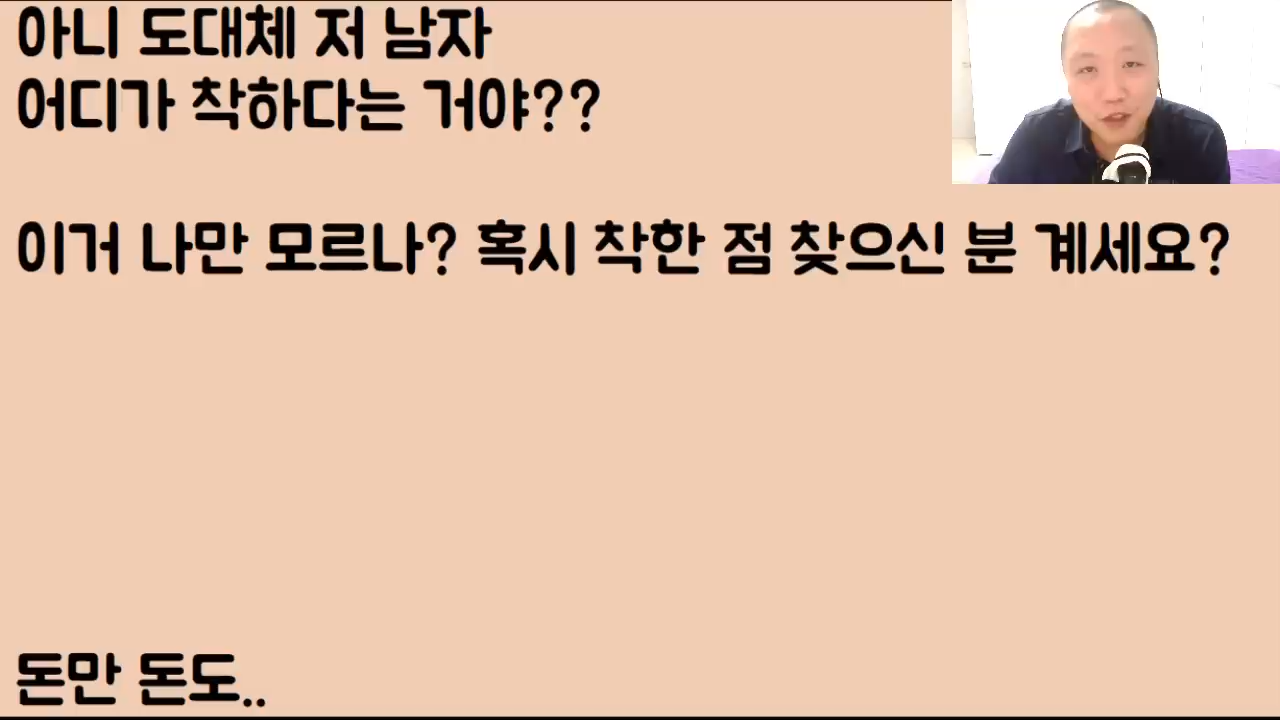 아니 도대체 저 남자
어디가 착하다는 거야??
이거 나만 모르나? 혹시 착한 점 찾으신 분 계세요?
돈만 돈도..